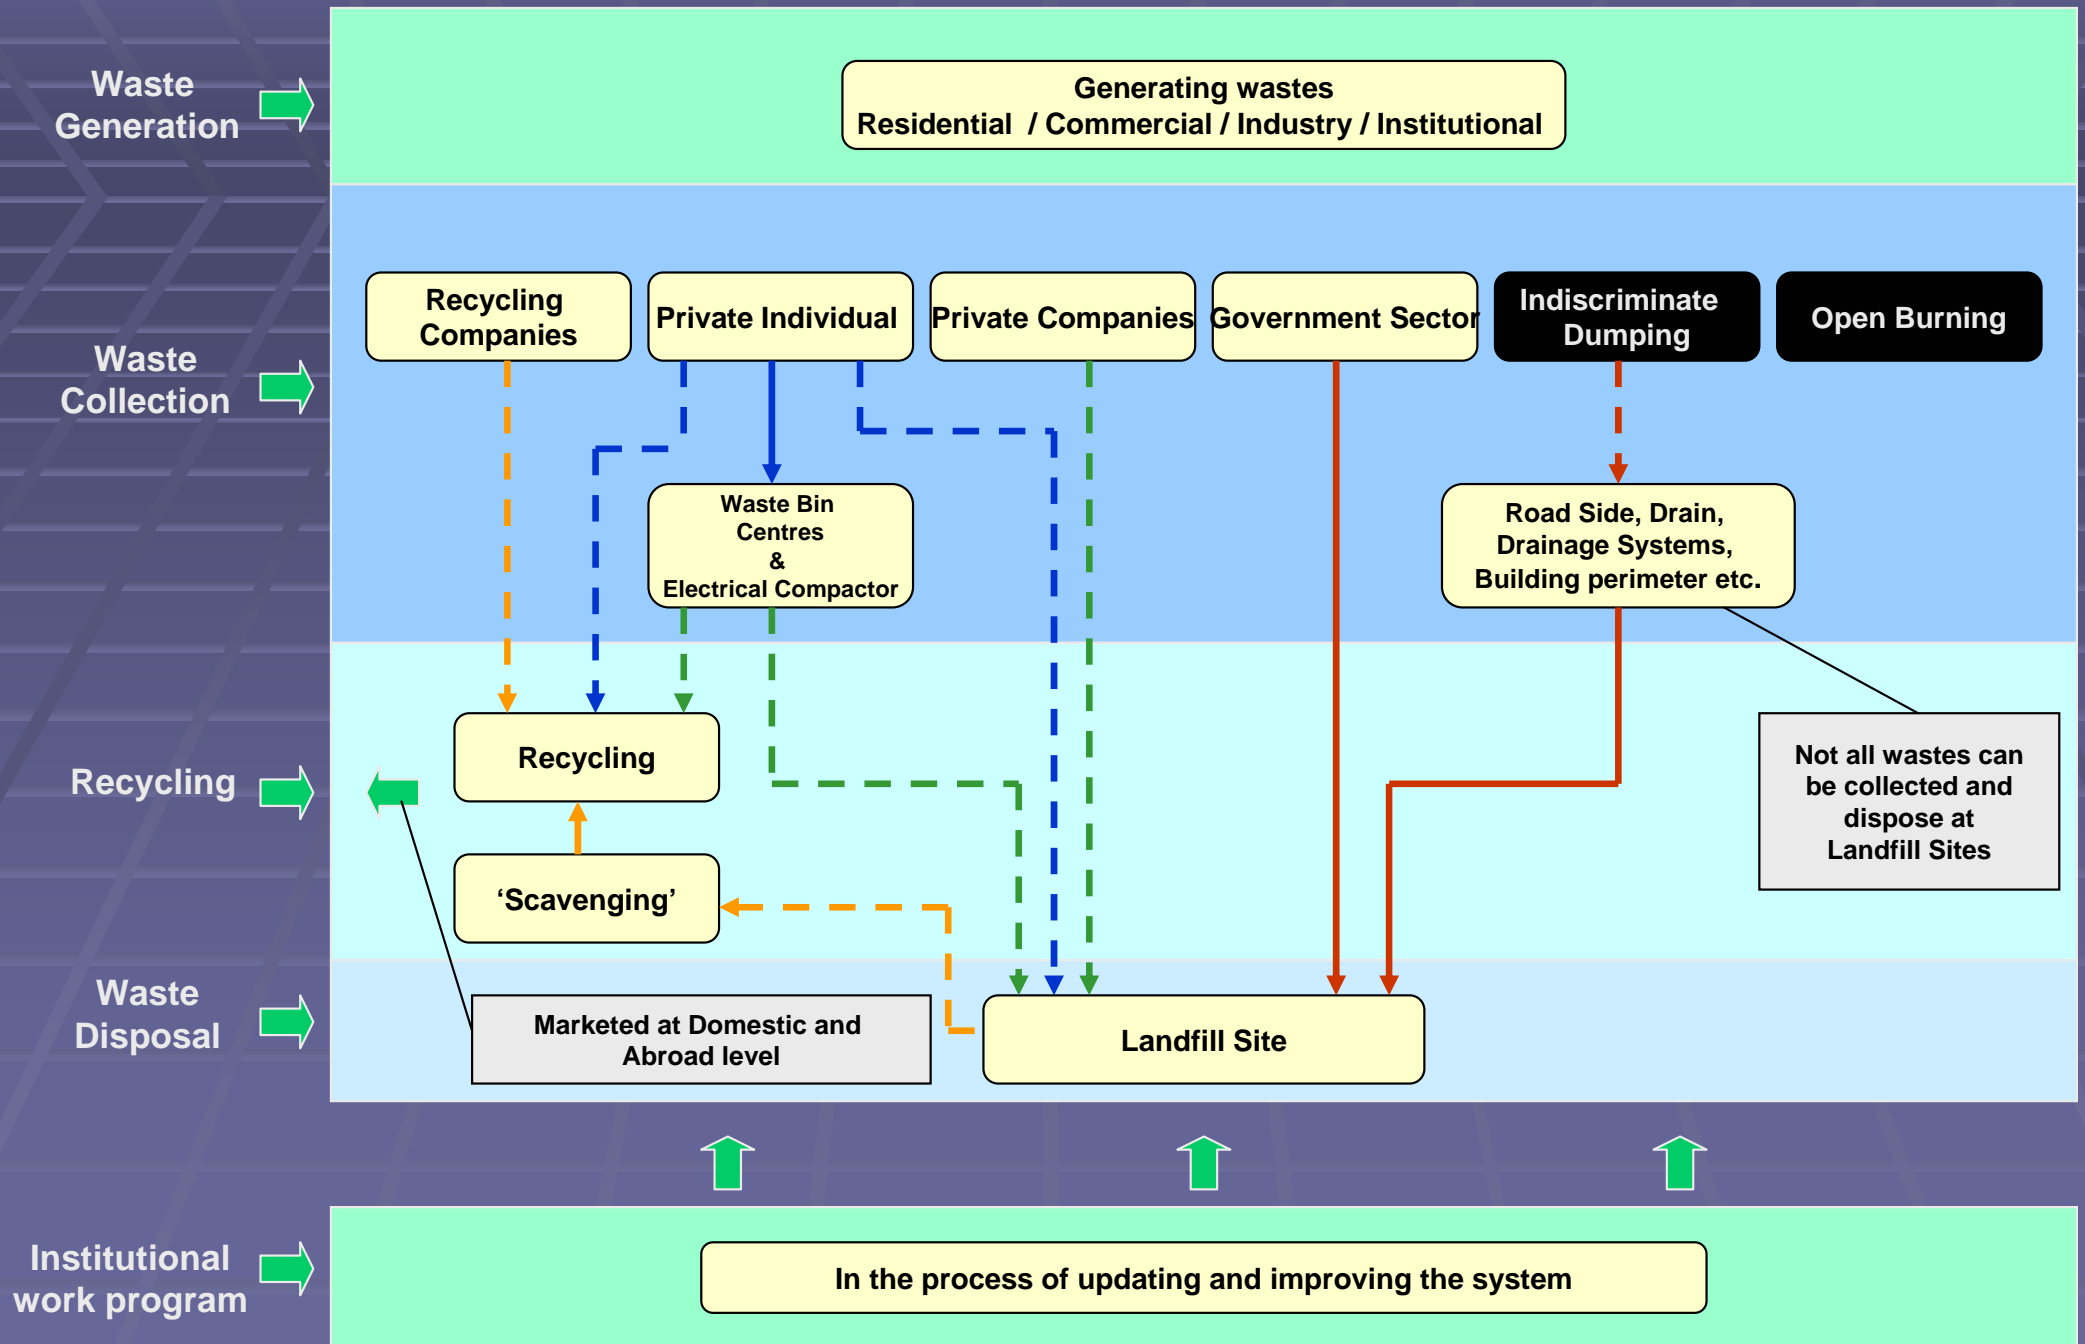 Waste
Generation
Generating wastes
Residential / Commercial / Industry / Institutional
Waste
Collection
Recycling
Companies
Private Individual
Private Companies
Government Sector
Indiscriminate
Dumping
Open Burning
Waste Bin
Centres
&
Electrical Compactor
Road Side, Drain,
Drainage Systems,
Building perimeter etc.
Recycling
Recycling
Not all wastes can
be collected and
dispose at
Landfill Sites
‘Scavenging’
Waste
Disposal
Marketed at Domestic and
Abroad level
Landfill Site
Institutional
work program
In the process of updating and improving the system